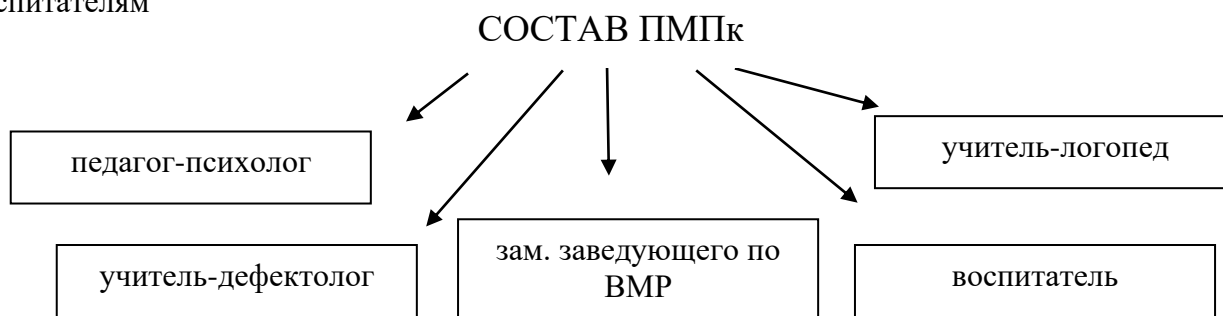 СОСТАВ ПМПк
педагог-психолог
учитель-логопед
учитель-дефектолог
зам. заведующего по
ВМР
воспитатель